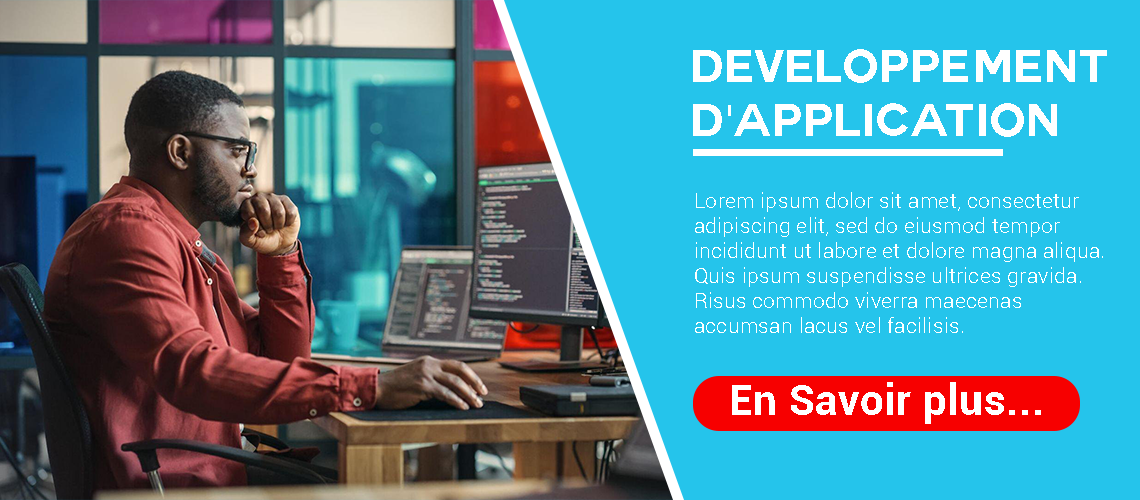 DEVELOPPEMENT
D'APPLICATION
Lorem ipsum dolor sit amet, consectetur
adipiscing elit, sed do eiusmod tempor
incididunt ut labore et dolore magna aliqua.
Quis ipsum suspendisse ultrices gravida.
Risus commodo viverra maecenas
accumsan lacus vel facilisis.
En Savoir plus...